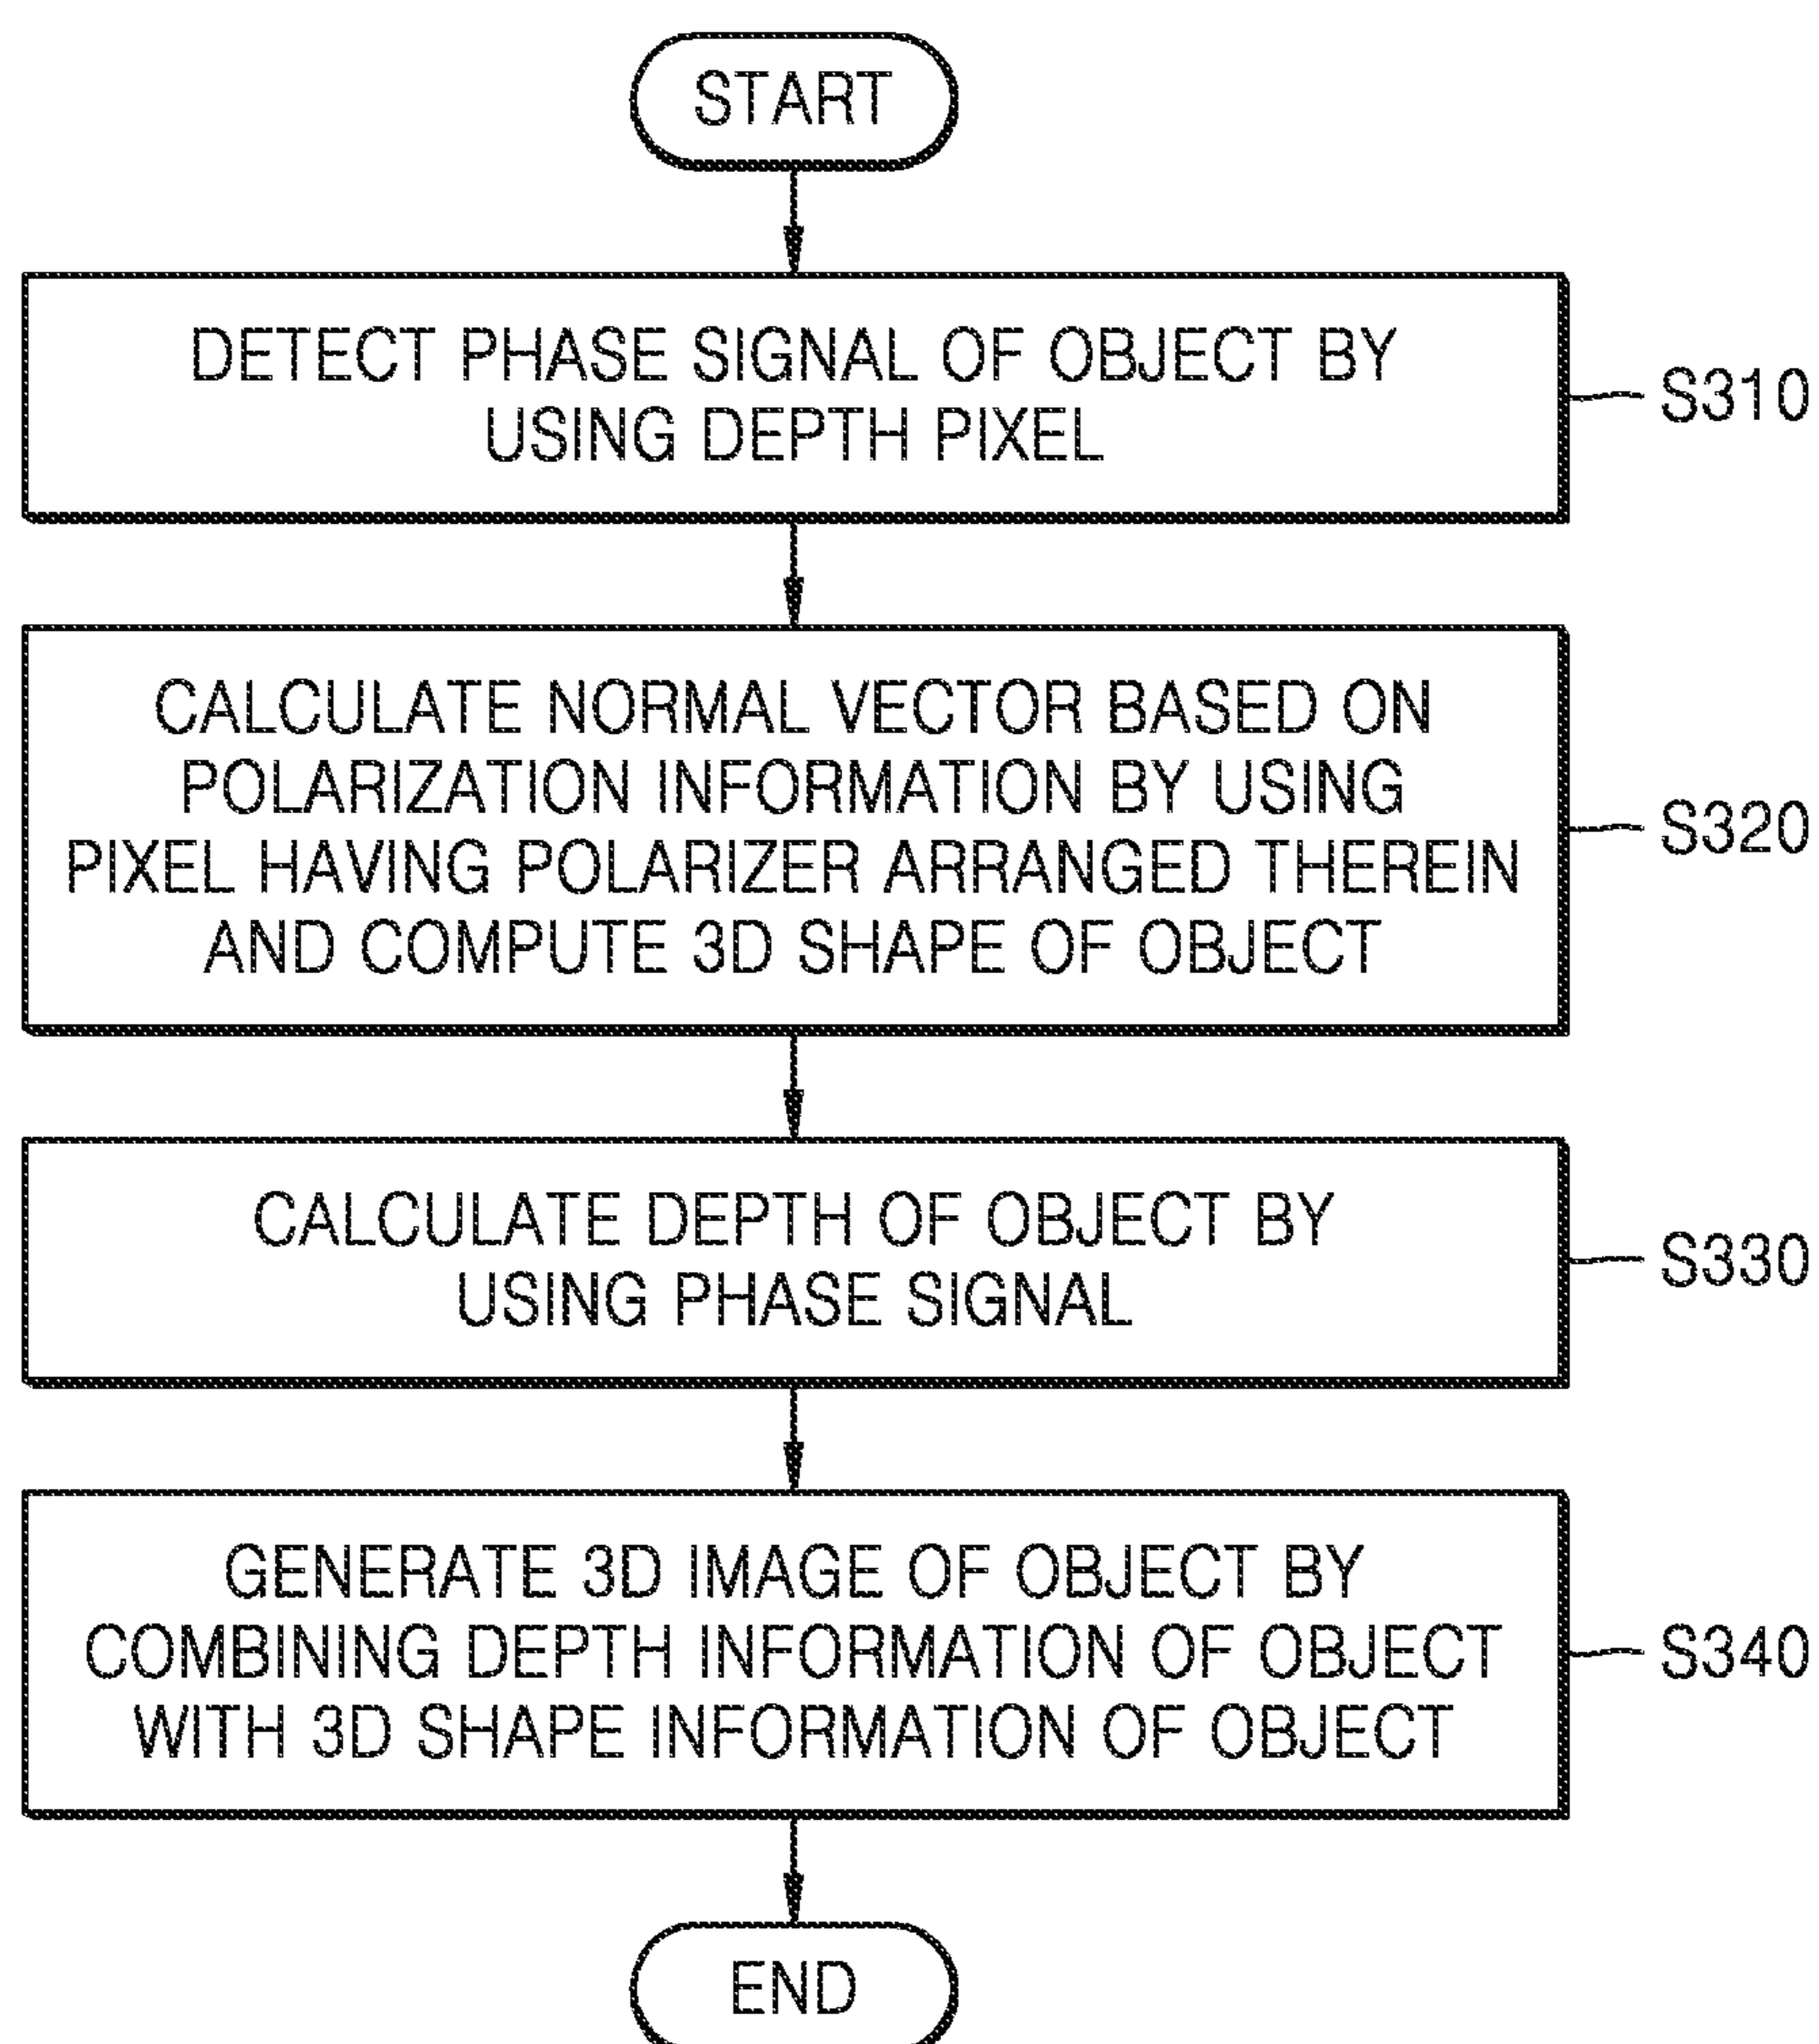 START
DETECT PHASE SIGNAL OF OBJECT BY
USING DEPTH PIXEL
S310
CALCULATE NORMAL VECTOR BASED ON
POLARIZATION INFORMATION BY USING
PIXEL HAVING POLARIZER ARRANGED THEREIN
AND COMPUTE 3D SHAPE OF OBJECT
S320
CALCULATE DEPTH OF OBJECT BY
USING PHASE SIGNAL
S330
GENERATE 3D IMAGE OF OBJECT BY
COMBINING DEPTH INFORMATION OF OBJECT
WITH 3D SHAPE INFORMATION OF OBJECT
S340
END